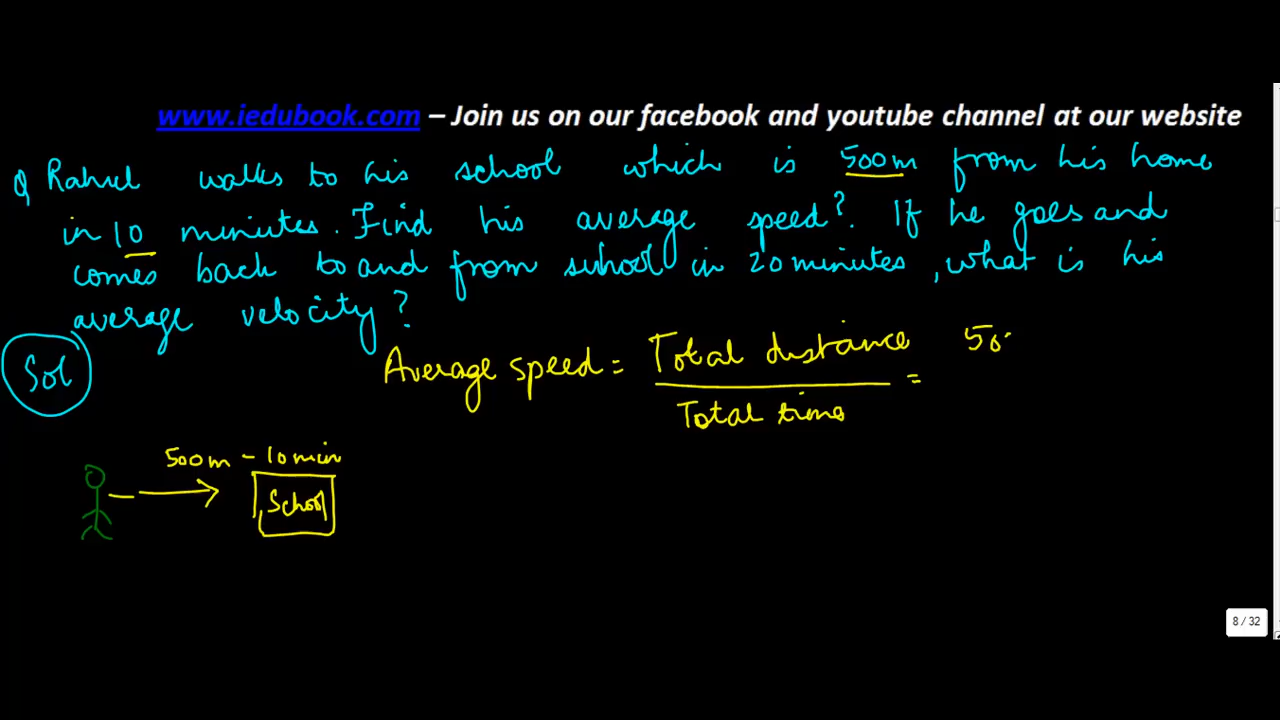 www.iedubook.com – Join us on our facebook and youtube channel at our website
Q Rahul walks to his school which is 500m from his home
in 10 minutes. Find his average speed? If he goes and
comes back to and from school in 20 minutes, what is his
average velocity?
Sol
Average speed = Total distance
Total time
= 50
500m - 10 min
School
8 / 32